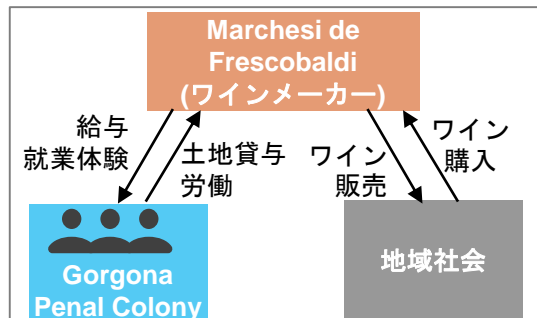 Marchesi de
Frescobaldi
(ワインメーカー)
給与
就業体験
土地貸与
労働
ワイン
販売
ワイン
購入
Gorgona
Penal Colony
地域社会